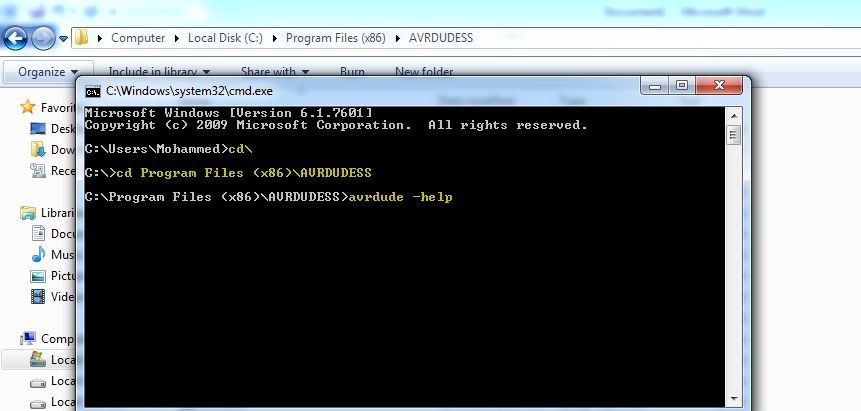 Document1 Microsoft Word
Computer Local Disk (C:) Program Files (x86) AVRDUDESS
Organize Include in library Share with Burn New folder
C:\Windows\system32\cmd.exe
Microsoft Windows [Version 6.1.7601]
Copyright (c) 2009 Microsoft Corporation. All rights reserved.
C:\Users\Mohammed>cd\
C:\>cd Program Files (x86)\AVRDUDESS
C:\Program Files (x86)\AVRDUDESS>avrdude -help
Favorit
Desk
Dow
Rece
Librari
Docu
Mus
Pictu
Vide
Comp
Loca
Loca
Loca